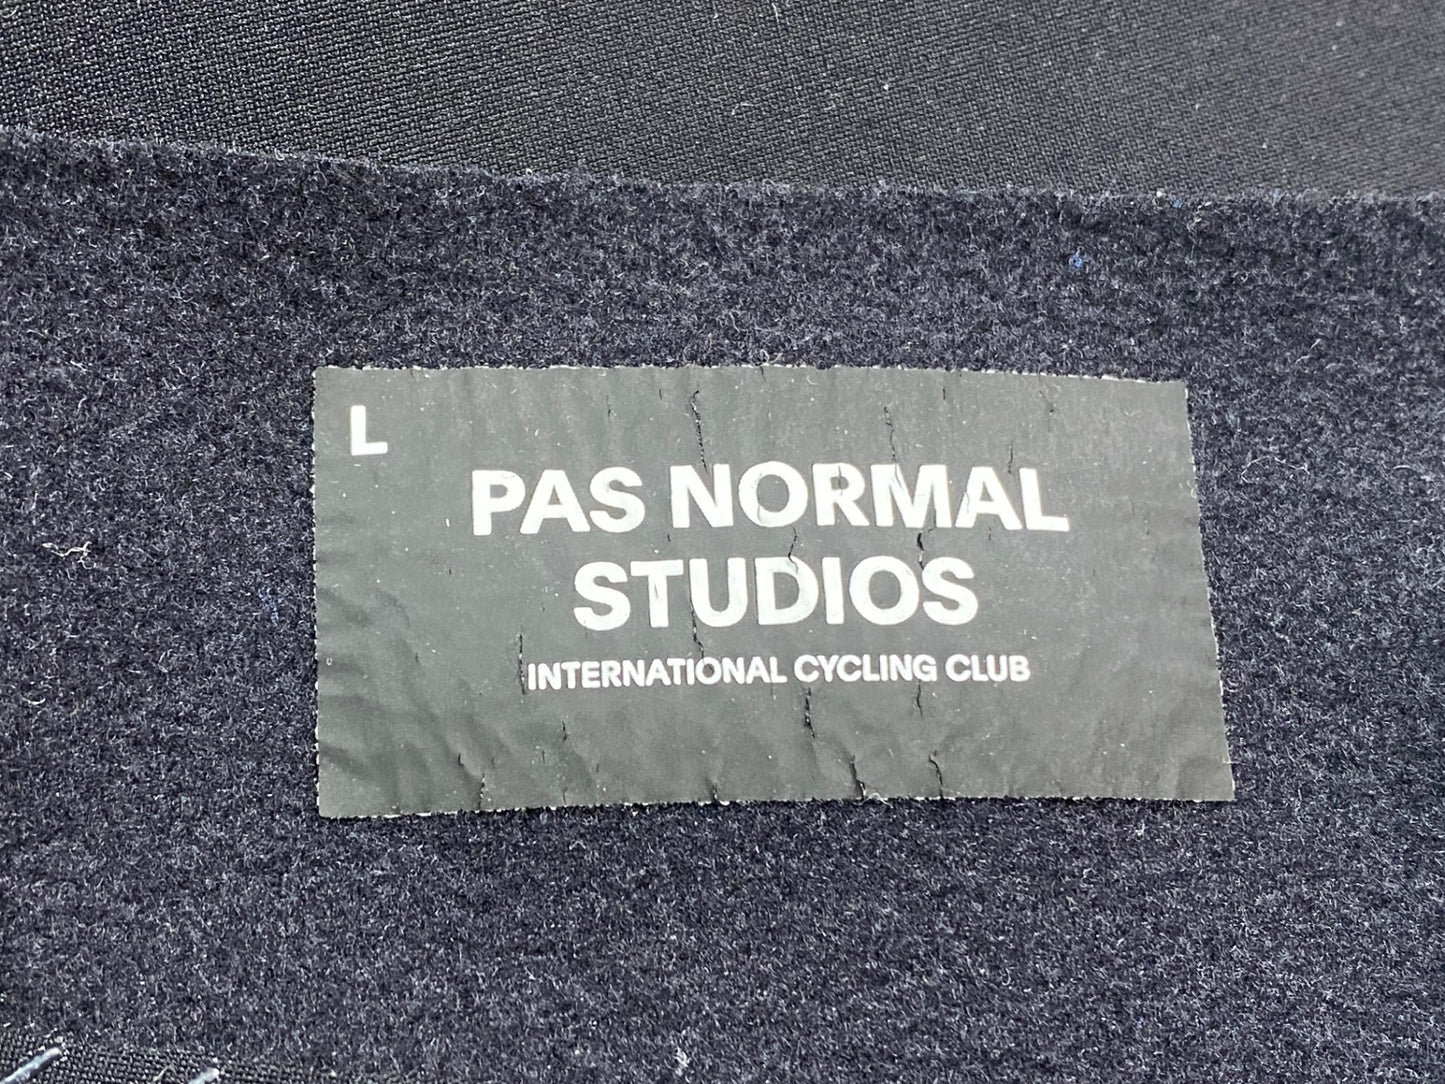 L
PAS NORMAL
STUDIOS
INTERNATIONAL CYCLING CLUB